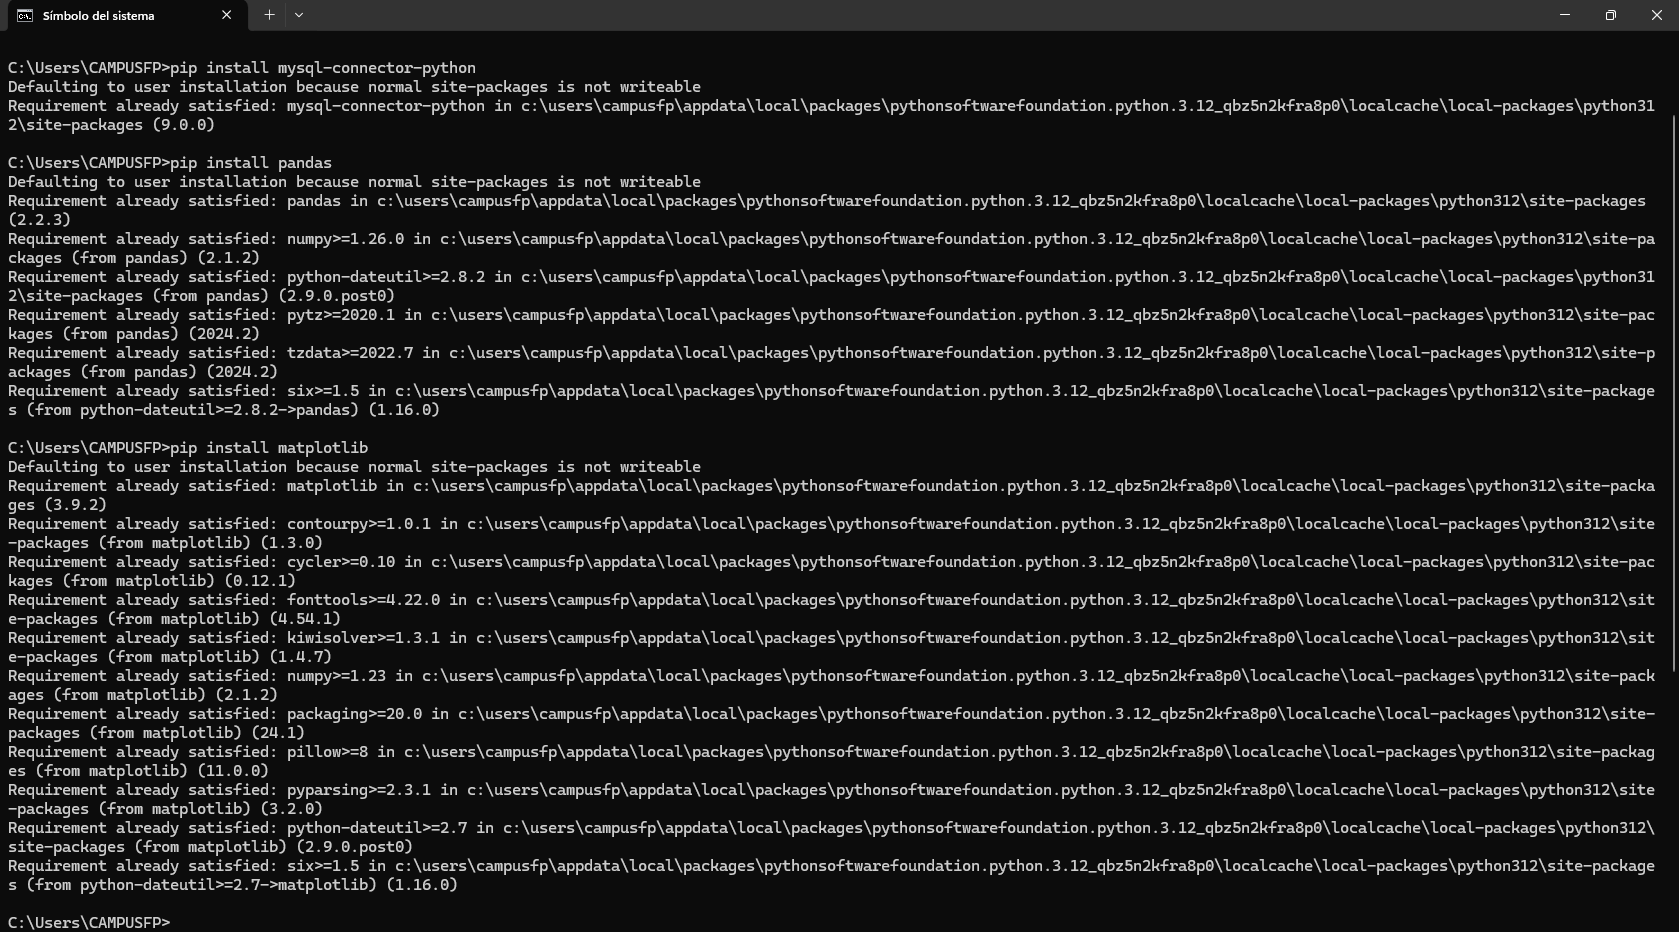 Símbolo del sistema
C:\Users\CAMPUSFP>pip install mysql-connector-python
Defaulting to user installation because normal site-packages is not writeable
Requirement already satisfied: mysql-connector-python in c:\users\campusfp\appdata\local\packages\pythonsoftwarefoundation.python.3.12_qbz5n2kfra8p0\localcache\local-packages\python31
2\site-packages (9.0.0)
C:\Users\CAMPUSFP>pip install pandas
Defaulting to user installation because normal site-packages is not writeable
Requirement already satisfied: pandas in c:\users\campusfp\appdata\local\packages\pythonsoftwarefoundation.python.3.12_qbz5n2kfra8p0\localcache\local-packages\python312\site-packages
(2.2.3)
Requirement already satisfied: numpy>=1.26.0 in c:\users\campusfp\appdata\local\packages\pythonsoftwarefoundation.python.3.12_qbz5n2kfra8p0\localcache\local-packages\python312\site-pa
ckages (from pandas) (2.1.2)
Requirement already satisfied: python-dateutil>=2.8.2 in c:\users\campusfp\appdata\local\packages\pythonsoftwarefoundation.python.3.12_qbz5n2kfra8p0\localcache\local-packages\python31
2\site-packages (from pandas) (2.9.0.post0)
Requirement already satisfied: pytz>=2020.1 in c:\users\campusfp\appdata\local\packages\pythonsoftwarefoundation.python.3.12_qbz5n2kfra8p0\localcache\local-packages\python312\site-pac
kages (from pandas) (2024.2)
Requirement already satisfied: tzdata>=2022.7 in c:\users\campusfp\appdata\local\packages\pythonsoftwarefoundation.python.3.12_qbz5n2kfra8p0\localcache\local-packages\python312\site-p
ackages (from pandas) (2024.2)
Requirement already satisfied: six>=1.5 in c:\users\campusfp\appdata\local\packages\pythonsoftwarefoundation.python.3.12_qbz5n2kfra8p0\localcache\local-packages\python312\site-package
s (from python-dateutil>=2.8.2->pandas) (1.16.0)
C:\Users\CAMPUSFP>pip install matplotlib
Defaulting to user installation because normal site-packages is not writeable
Requirement already satisfied: matplotlib in c:\users\campusfp\appdata\local\packages\pythonsoftwarefoundation.python.3.12_qbz5n2kfra8p0\localcache\local-packages\python312\site-packa
ges (3.9.2)
Requirement already satisfied: contourpy>=1.0.1 in c:\users\campusfp\appdata\local\packages\pythonsoftwarefoundation.python.3.12_qbz5n2kfra8p0\localcache\local-packages\python312\site
-packages (from matplotlib) (1.3.0)
Requirement already satisfied: cycler>=0.10 in c:\users\campusfp\appdata\local\packages\pythonsoftwarefoundation.python.3.12_qbz5n2kfra8p0\localcache\local-packages\python312\site-pac
kages (from matplotlib) (0.12.1)
Requirement already satisfied: fonttools>=4.22.0 in c:\users\campusfp\appdata\local\packages\pythonsoftwarefoundation.python.3.12_qbz5n2kfra8p0\localcache\local-packages\python312\sit
e-packages (from matplotlib) (4.54.1)
Requirement already satisfied: kiwisolver>=1.3.1 in c:\users\campusfp\appdata\local\packages\pythonsoftwarefoundation.python.3.12_qbz5n2kfra8p0\localcache\local-packages\python312\sit
e-packages (from matplotlib) (1.4.7)
Requirement already satisfied: numpy>=1.23 in c:\users\campusfp\appdata\local\packages\pythonsoftwarefoundation.python.3.12_qbz5n2kfra8p0\localcache\local-packages\python312\site-pack
ages (from matplotlib) (2.1.2)
Requirement already satisfied: packaging>=20.0 in c:\users\campusfp\appdata\local\packages\pythonsoftwarefoundation.python.3.12_qbz5n2kfra8p0\localcache\local-packages\python312\site-
packages (from matplotlib) (24.1)
Requirement already satisfied: pillow>=8 in c:\users\campusfp\appdata\local\packages\pythonsoftwarefoundation.python.3.12_qbz5n2kfra8p0\localcache\local-packages\python312\site-packag
es (from matplotlib) (11.0.0)
Requirement already satisfied: pyparsing>=2.3.1 in c:\users\campusfp\appdata\local\packages\pythonsoftwarefoundation.python.3.12_qbz5n2kfra8p0\localcache\local-packages\python312\site
-packages (from matplotlib) (3.2.0)
Requirement already satisfied: python-dateutil>=2.7 in c:\users\campusfp\appdata\local\packages\pythonsoftwarefoundation.python.3.12_qbz5n2kfra8p0\localcache\local-packages\python312\
site-packages (from matplotlib) (2.9.0.post0)
Requirement already satisfied: six>=1.5 in c:\users\campusfp\appdata\local\packages\pythonsoftwarefoundation.python.3.12_qbz5n2kfra8p0\localcache\local-packages\python312\site-package
s (from python-dateutil>=2.7->matplotlib) (1.16.0)
C:\Users\CAMPUSFP>